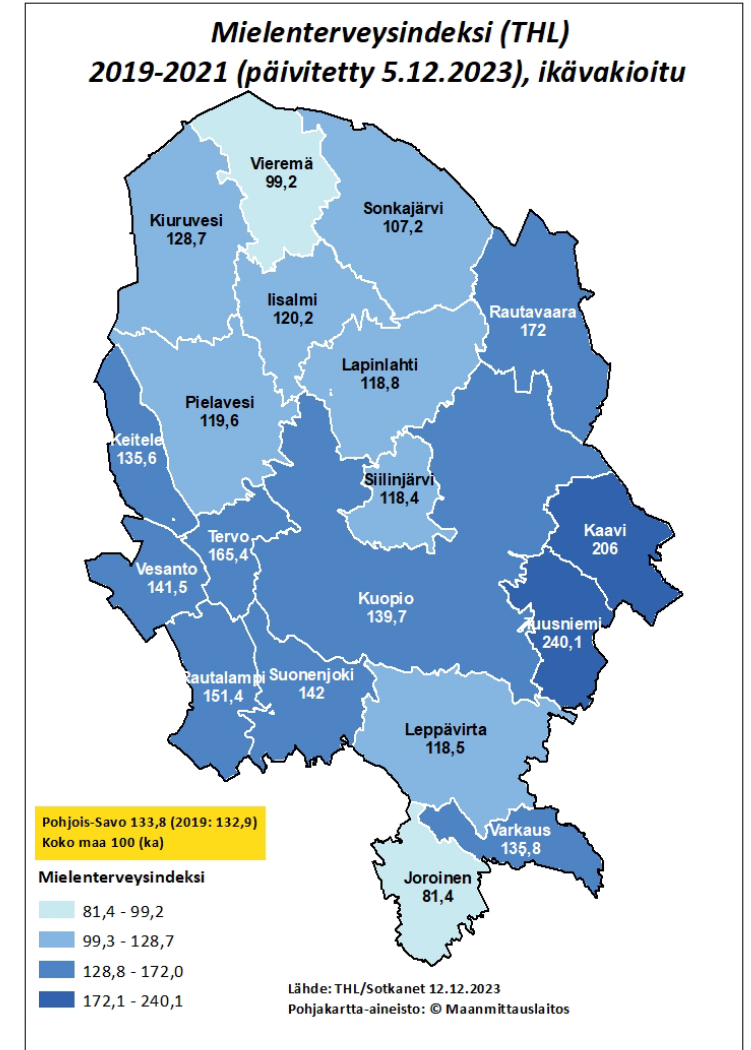 Mielenterveysindeksi (THL)
2019-2021 (päivitetty 5.12.2023), ikävakioitu
Vieremä
99,2
Sonkajärvi
107,2
Kiuruvesi
128,7
Iisalmi
120,2
Rautavaara
172
Lapinlahti
118,8
Pielavesi
119,6
Keitele
135,6
Siilinjärvi
118,4
Kaavi
206
Tervo
165,4
Vesanto
141,5
Kuopio
139,7
Tuusniemi
240,1
Rautalampi
151,4
Suonenjoki
142
Leppävirta
118,5
Varkaus
135,8
Joroinen
81,4
Pohjois-Savo 133,8 (2019: 132,9)
Koko maa 100 (ka)
Mielenterveysindeksi
81,4 - 99,2
99,3 - 128,7
128,8 - 172,0
172,1 - 240,1
Lähde: THL/Sotkanet 12.12.2023
Pohjakartta-aineisto: © Maanmittauslaitos